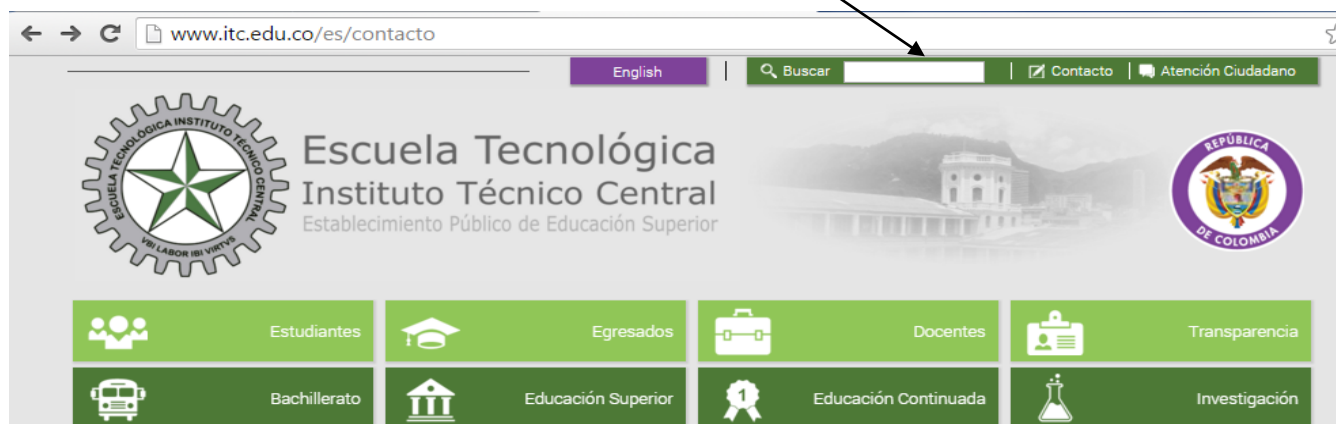 www.itc.edu.co/es/contacto
English
Buscar
Contacto
Atención Ciudadano
ESCUELA TECNOLÓGICA INSTITUTO TÉCNICO CENTRAL
VBI LABOR IBI VIRTVS
Escuela Tecnológica
Instituto Técnico Central
Establecimiento Público de Educación Superior
REPÚBLICA
DE COLOMBIA
Estudiantes
Egresados
Docentes
Transparencia
Bachillerato
Educación Superior
1
Educación Continuada
Investigación